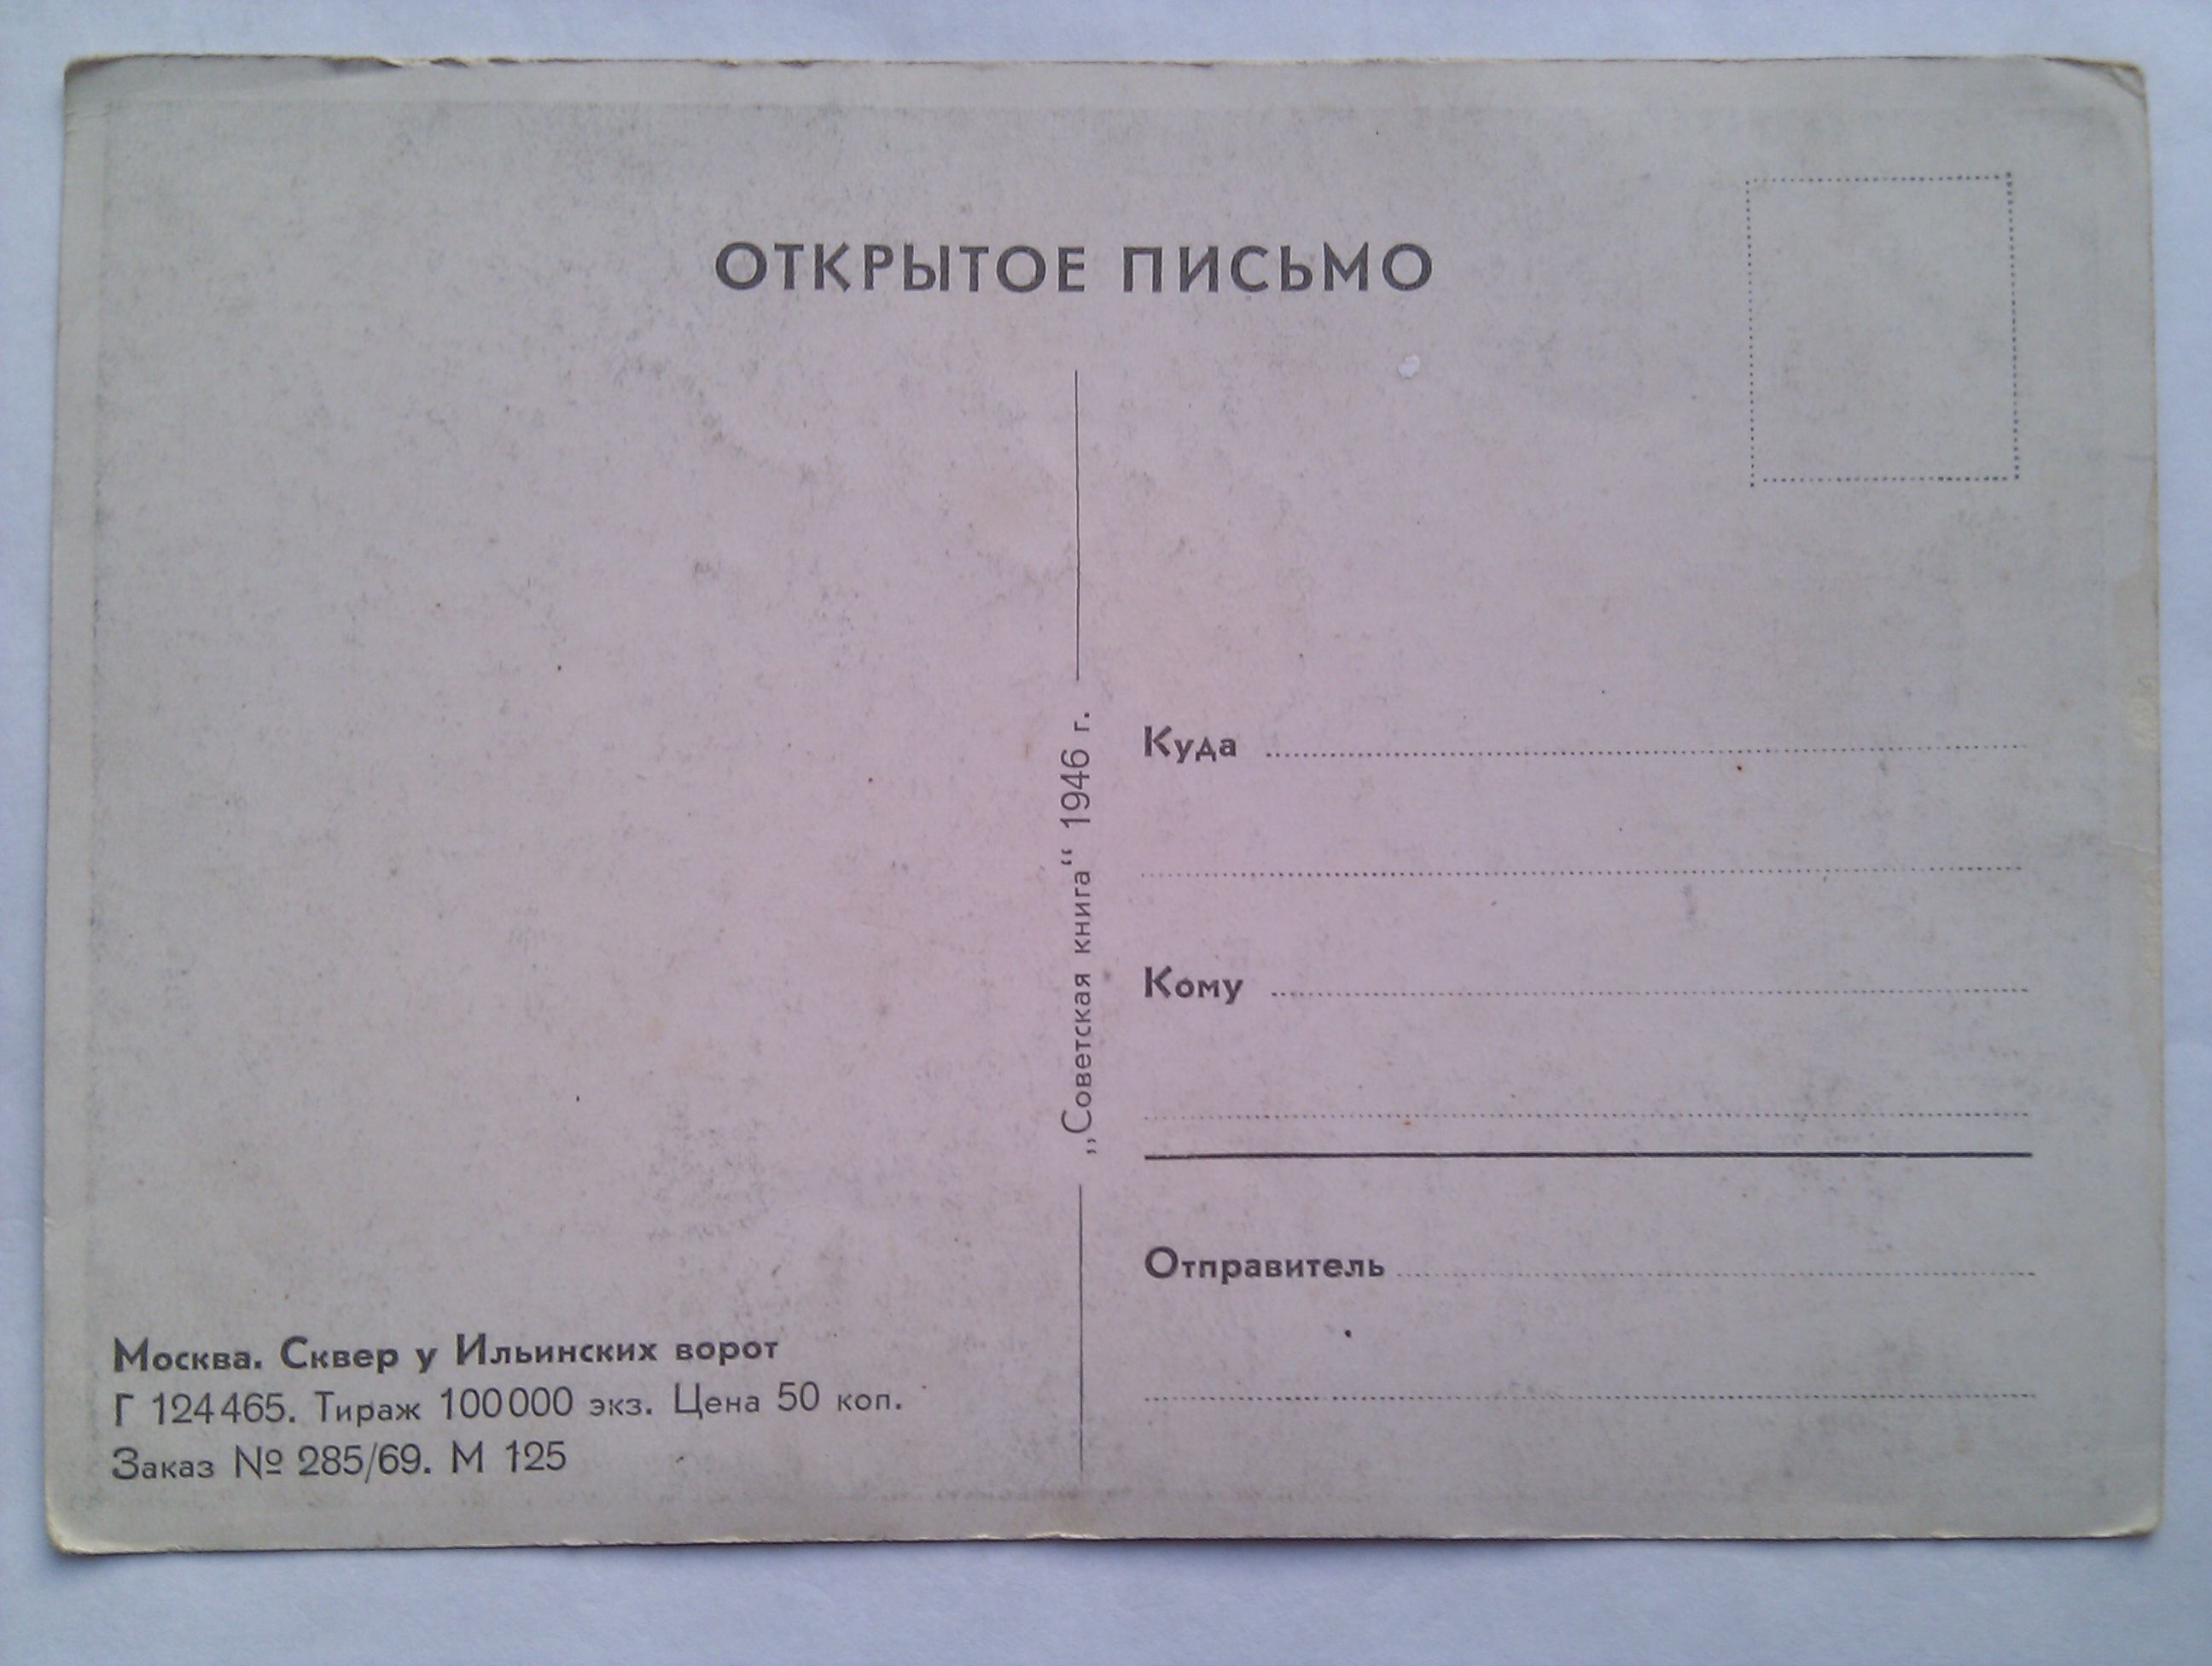 ОТКРЫТОЕ ПИСЬМО
„Советская книга“ 1946 г.
Куда
Кому
Отправитель
Москва. Сквер у Ильинских ворот
Г 124465. Тираж 100000 экз. Цена 50 коп.
Заказ № 285/69. М 125